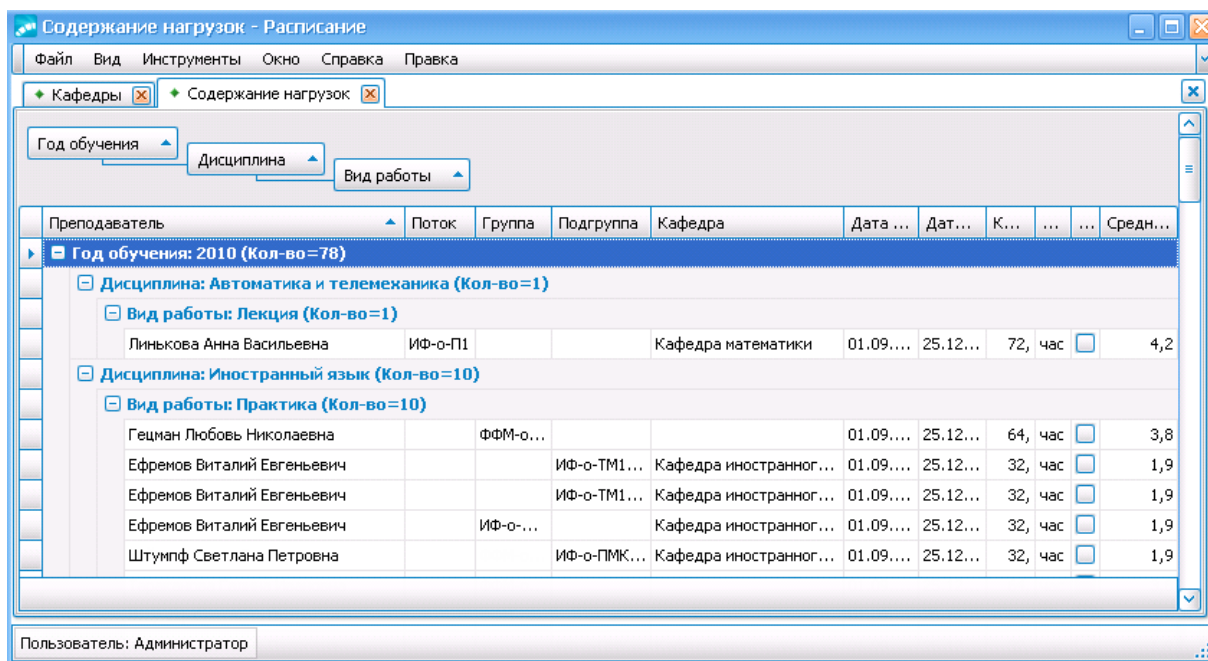 Содержание нагрузок - Расписание
Файл Вид Инструменты Окно Справка Правка
Кафедры Содержание нагрузок
Год обучения
Дисциплина
Вид работы
Преподаватель Поток Группа Подгруппа Кафедра Дата ... Дат... К... ... ... Средн...
Год обучения: 2010 (Кол-во=78)
Дисциплина: Автоматика и телемеханика (Кол-во=1)
Вид работы: Лекция (Кол-во=1)
Линькова Анна Васильевна ИФ-о-П1 Кафедра математики 01.09.... 25.12... 72, час 4,2
Дисциплина: Иностранный язык (Кол-во=10)
Вид работы: Практика (Кол-во=10)
Гецман Любовь Николаевна ФФМ-о... 01.09.... 25.12... 64, час 3,8
Ефремов Виталий Евгеньевич ИФ-о-ТМ1... Кафедра иностранног... 01.09.... 25.12... 32, час 1,9
Ефремов Виталий Евгеньевич ИФ-о-ТМ1... Кафедра иностранног... 01.09.... 25.12... 32, час 1,9
Ефремов Виталий Евгеньевич ИФ-о-... Кафедра иностранног... 01.09.... 25.12... 32, час 1,9
Штумпф Светлана Петровна ИФ-о-ПМК... Кафедра иностранног... 01.09.... 25.12... 32, час 1,9
Пользователь: Администратор